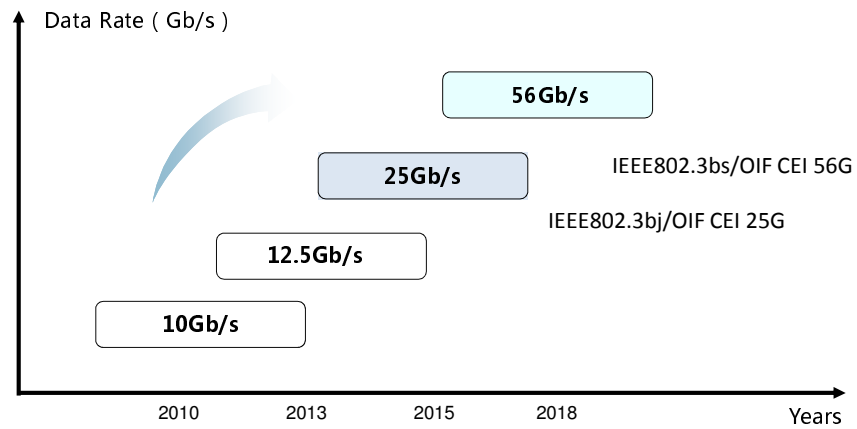 Data Rate ( Gb/s )
56Gb/s
IEEE802.3bs/OIF CEI 56G
25Gb/s
IEEE802.3bj/OIF CEI 25G
12.5Gb/s
10Gb/s
2010 2013 2015 2018 Years